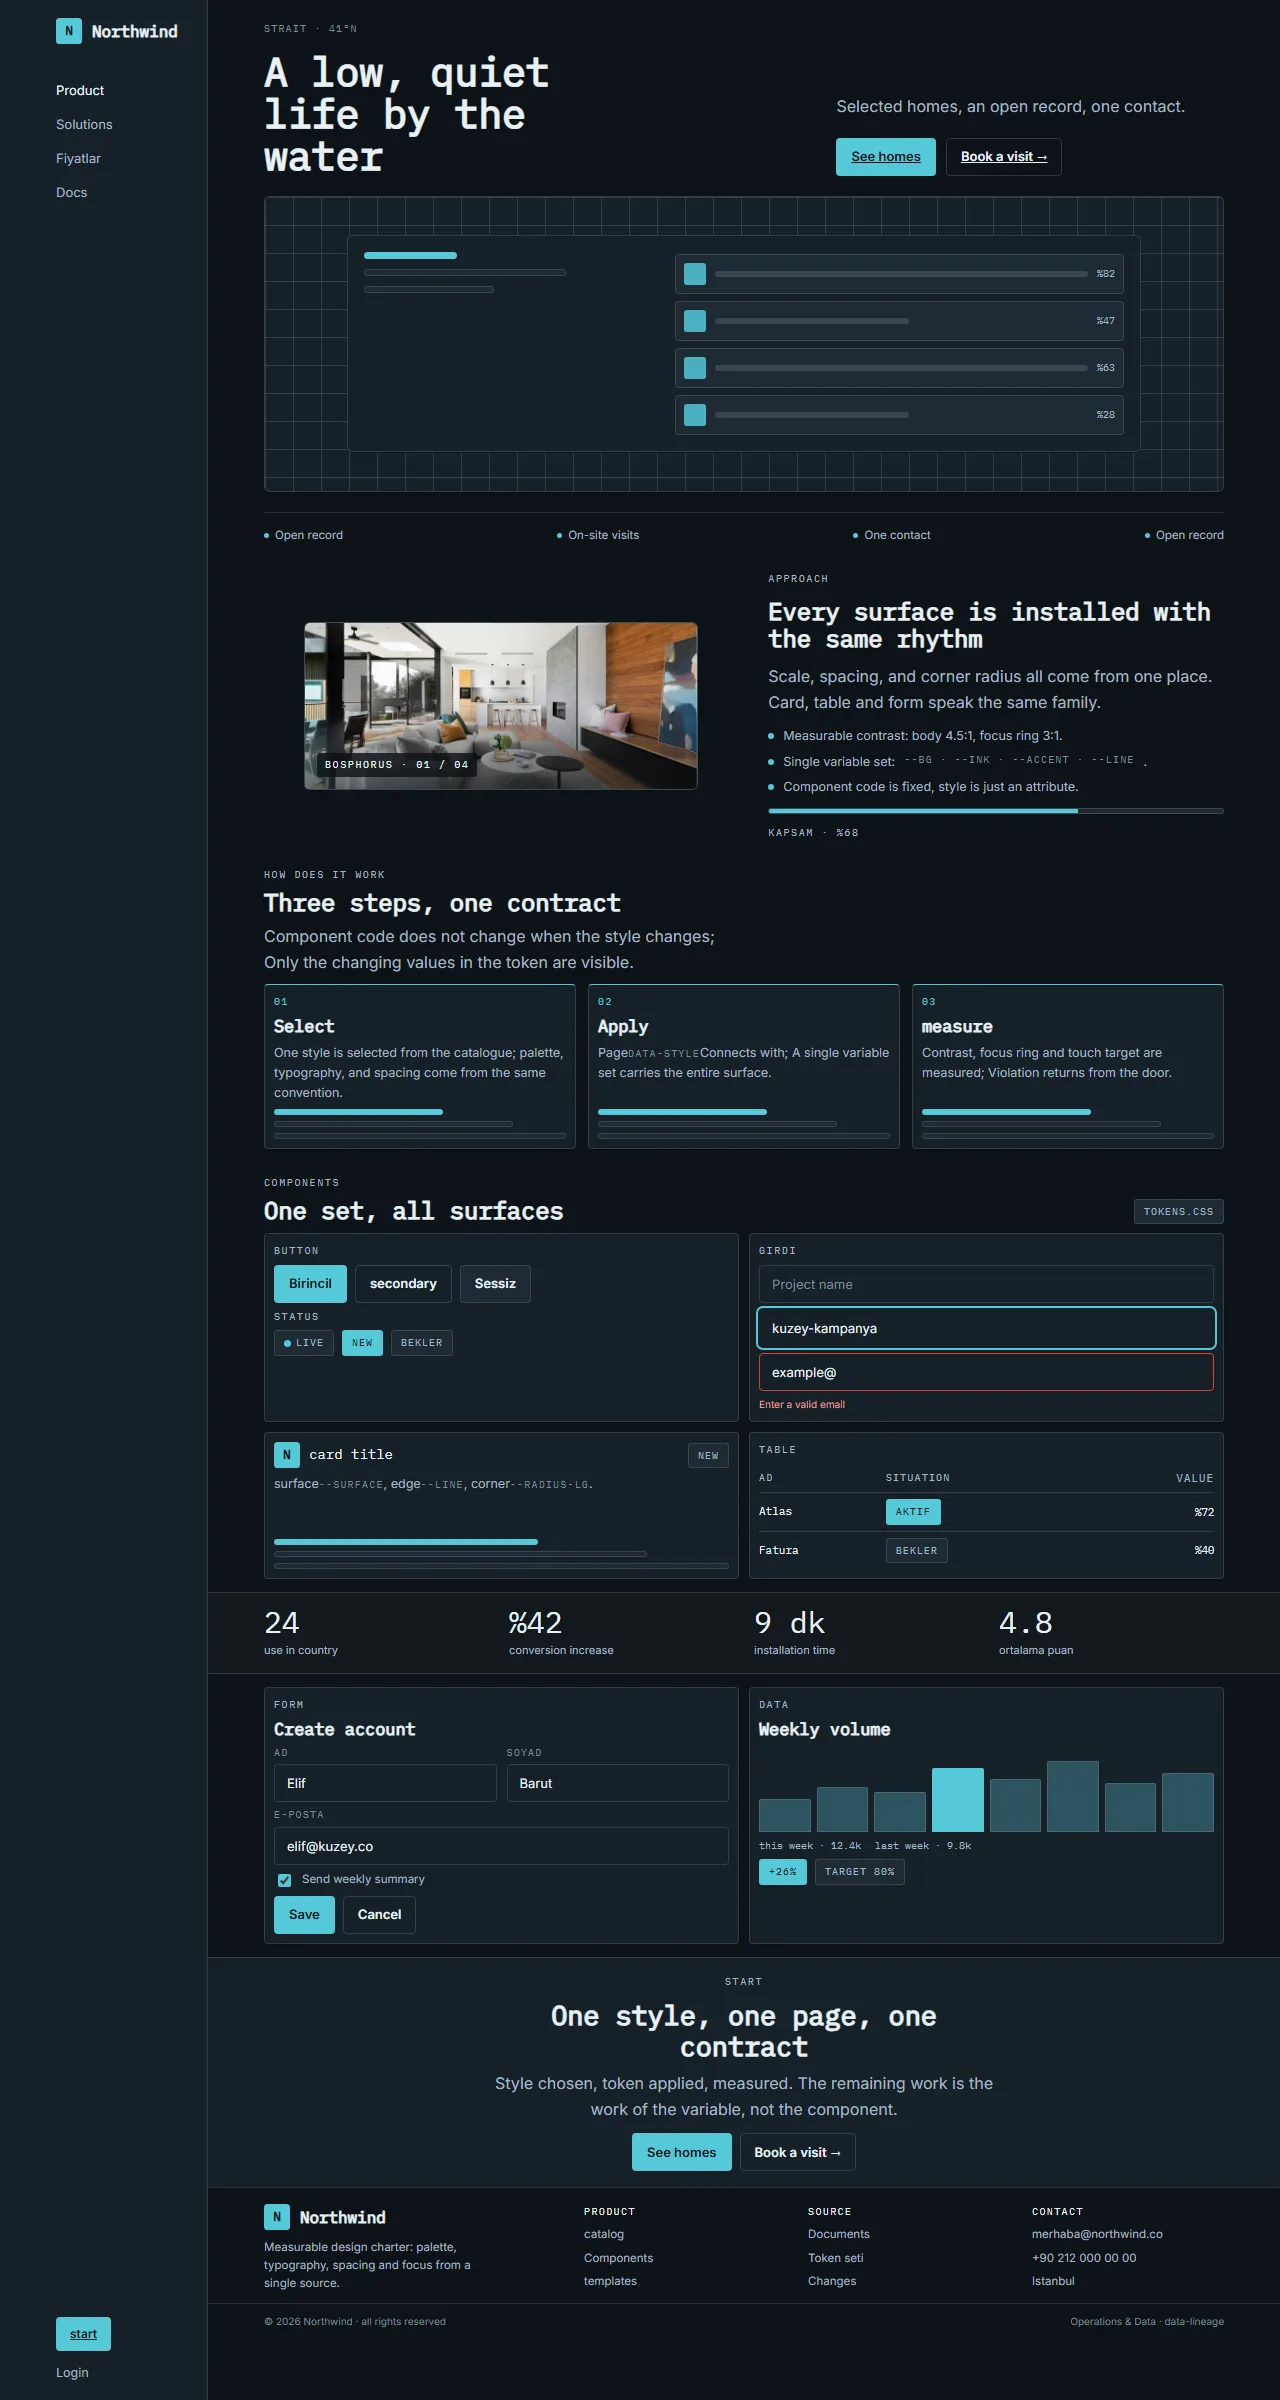 N Northwind
Product
Solutions
Fiyatlar
Docs
STRAIT · 41°N
A low, quiet
life by the
water
Selected homes, an open record, one contact.
See homes
Book a visit →
%82
%47
%63
%28
Open record
On-site visits
One contact
Open record
BOSPHORUS · 01 / 04
APPROACH
Every surface is installed with
the same rhythm
Scale, spacing, and corner radius all come from one place.
Card, table and form speak the same family.
Measurable contrast: body 4.5:1, focus ring 3:1.
Single variable set: --BG · --INK · --ACCENT · --LINE .
Component code is fixed, style is just an attribute.
KAPSAM · %68
HOW DOES IT WORK
Three steps, one contract
Component code does not change when the style changes;
Only the changing values in the token are visible.
01
Select
One style is selected from the catalogue; palette,
typography, and spacing come from the same
convention.
02
Apply
PageDATA-STYLEConnects with; A single variable
set carries the entire surface.
03
measure
Contrast, focus ring and touch target are
measured; Violation returns from the door.
COMPONENTS
One set, all surfaces
TOKENS.CSS
BUTTON
Birincil
secondary
Sessiz
STATUS
LIVE
NEW
BEKLER
GIRDI
Project name
kuzey-kampanya
example@
Enter a valid email
N card title
NEW
surface--SURFACE, edge--LINE, corner--RADIUS-LG.
TABLE
AD SITUATION VALUE
Atlas AKTIF %72
Fatura BEKLER %40
24
use in country
%42
conversion increase
9 dk
installation time
4.8
ortalama puan
FORM
Create account
AD
Elif
SOYAD
Barut
E-POSTA
elif@kuzey.co
Send weekly summary
Save
Cancel
DATA
Weekly volume
this week · 12.4k last week · 9.8k
+26%
TARGET 80%
START
One style, one page, one
contract
Style chosen, token applied, measured. The remaining work is the
work of the variable, not the component.
See homes
Book a visit →
N Northwind
Measurable design charter: palette,
typography, spacing and focus from a
single source.
PRODUCT
catalog
Components
templates
SOURCE
Documents
Token seti
Changes
CONTACT
merhaba@northwind.co
+90 212 000 00 00
Istanbul
© 2026 Northwind · all rights reserved
Operations & Data · data-lineage
start
Login